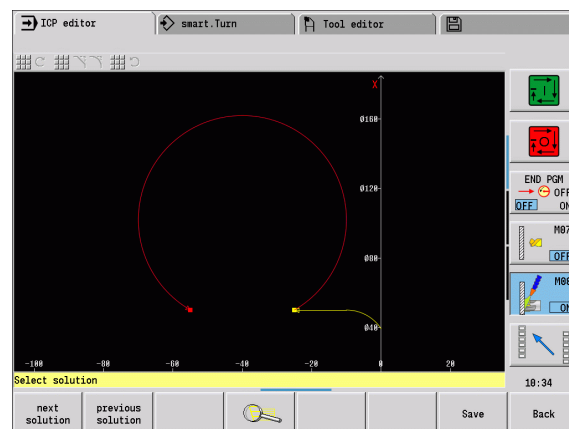 ICP editor
smart.Turn
Tool editor
X
Ø160
Ø120
Ø80
Ø40
-100
-80
-60
-40
-20
0
20
END PGM
OFF
OFF
ON
M07
OFF
M08
ON
Select solution
10:34
next
solution
previous
solution
Save
Back